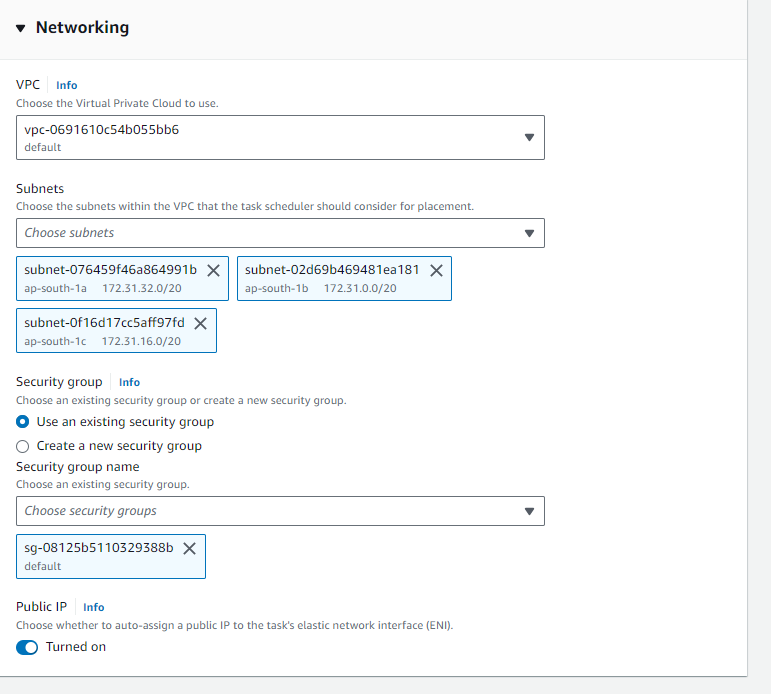 Networking
VPC Info
Choose the Virtual Private Cloud to use.
vpc-0691610c54b055bb6
default
Subnets
Choose the subnets within the VPC that the task scheduler should consider for placement.
Choose subnets
subnet-076459f46a864991b subnet-02d69b469481ea181
ap-south-1a 172.31.32.0/20 ap-south-1b 172.31.0.0/20
subnet-0f16d17cc5aff97fd
ap-south-1c 172.31.16.0/20
Security group Info
Choose an existing security group or create a new security group.
Use an existing security group
Create a new security group
Security group name
Choose an existing security group.
Choose security groups
sg-08125b5110329388b
default
Public IP Info
Choose whether to auto-assign a public IP to the task's elastic network interface (ENI).
Turned on